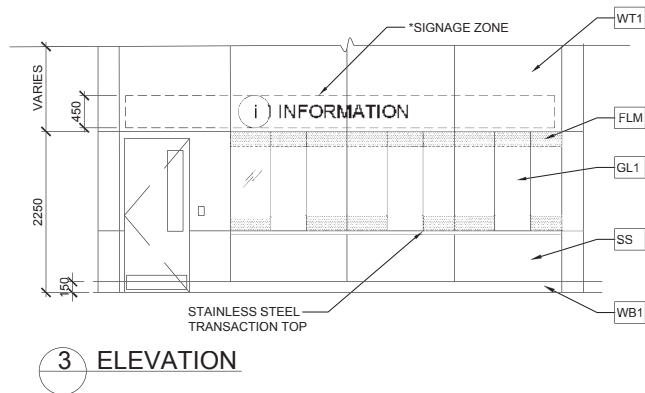 *SIGNAGE ZONE
WT1
VARIES
450
i INFORMATION
FLM
GL1
2250
SS
150
STAINLESS STEEL
TRANSACTION TOP
WB1
3 ELEVATION